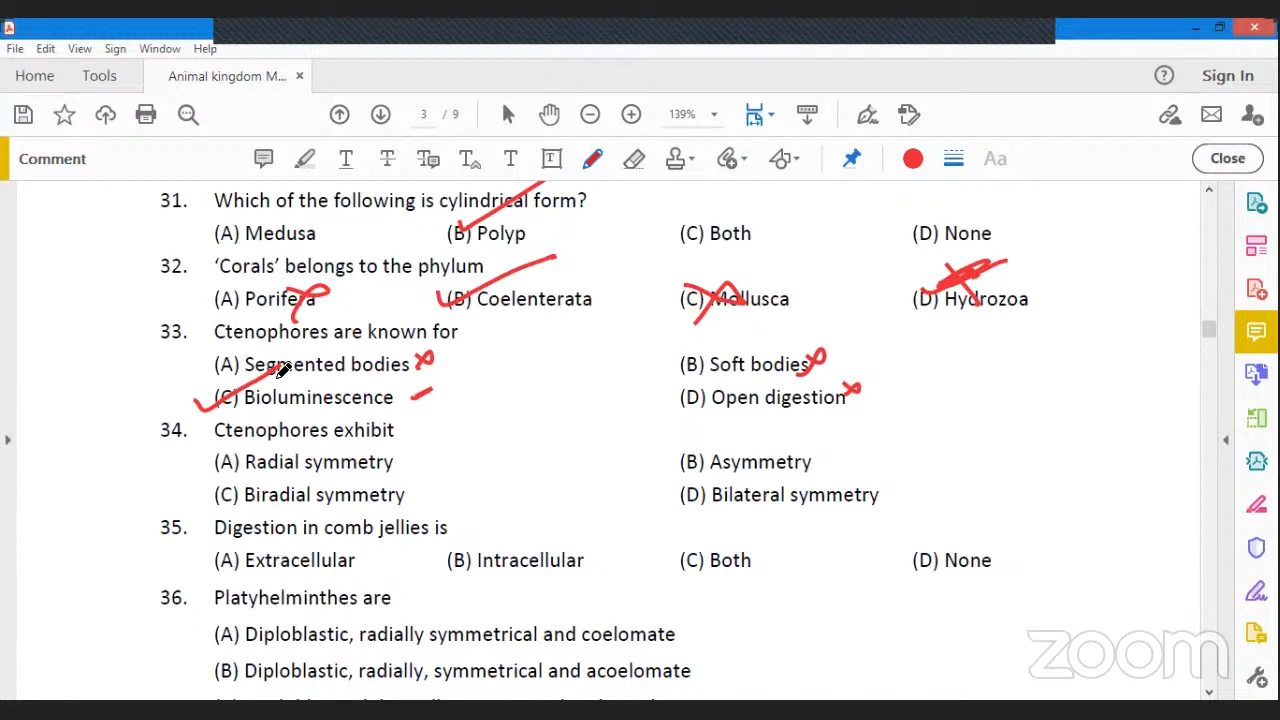 File Edit View Sign Window Help
Home Tools Animal kingdom M... × Sign In
3 / 9 139%
Comment Close
31. Which of the following is cylindrical form?
(A) Medusa (B) Polyp (C) Both (D) None
32. ‘Corals’ belongs to the phylum
(A) Porifera (B) Coelenterata (C) Mollusca (D) Hydrozoa
33. Ctenophores are known for
(A) Segmented bodies (B) Soft bodies
(C) Bioluminescence (D) Open digestion
34. Ctenophores exhibit
(A) Radial symmetry (B) Asymmetry
(C) Biradial symmetry (D) Bilateral symmetry
35. Digestion in comb jellies is
(A) Extracellular (B) Intracellular (C) Both (D) None
36. Platyhelminthes are
(A) Diploblastic, radially symmetrical and coelomate
(B) Diploblastic, radially, symmetrical and acoelomate
zoom